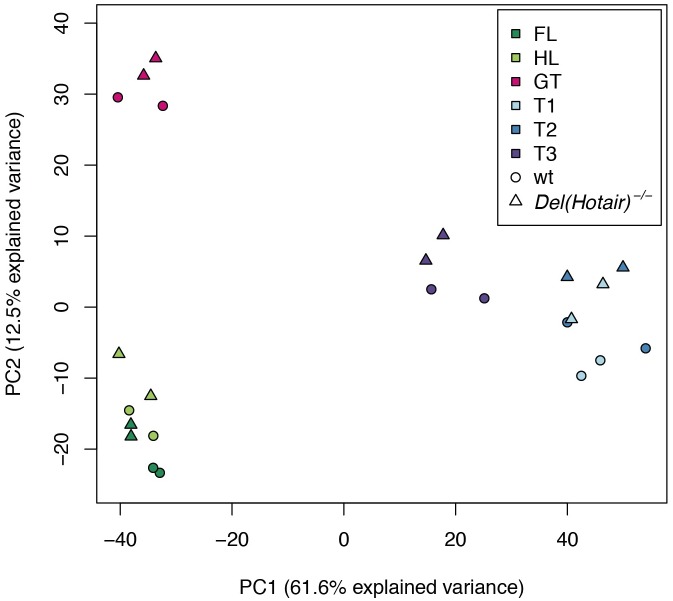 FL
HL
GT
T1
T2
T3
wt
Del(Hotair)−/−
40
30
20
10
0
−10
−20
PC2 (12.5% explained variance)
−40 −20 0 20 40
PC1 (61.6% explained variance)